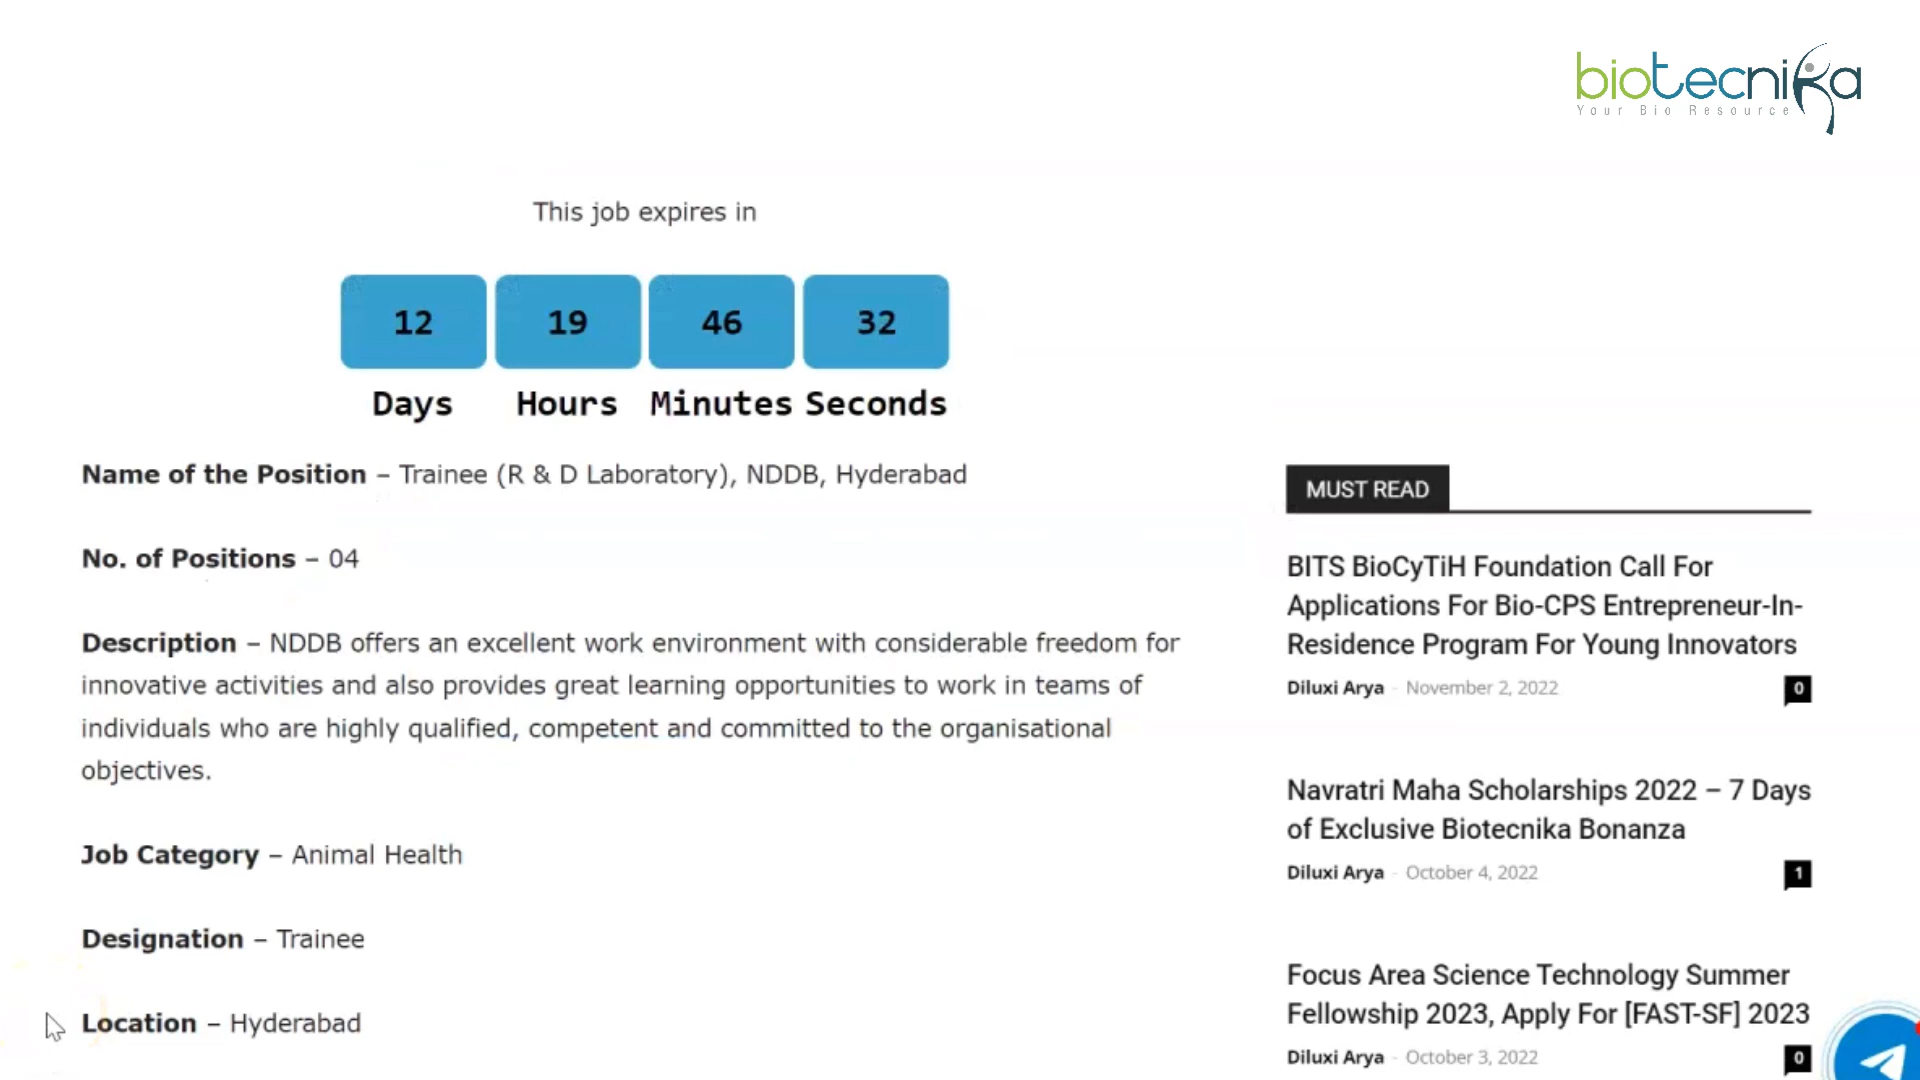 biotecnika
Your Bio Resource
This job expires in
12 19 46 32
Days Hours Minutes Seconds
Name of the Position – Trainee (R & D Laboratory), NDDB, Hyderabad
No. of Positions – 04
Description – NDDB offers an excellent work environment with considerable freedom for
innovative activities and also provides great learning opportunities to work in teams of
individuals who are highly qualified, competent and committed to the organisational
objectives.
Job Category – Animal Health
Designation – Trainee
Location – Hyderabad
MUST READ
BITS BioCyTiH Foundation Call For
Applications For Bio-CPS Entrepreneur-In-
Residence Program For Young Innovators
Diluxi Arya - November 2, 2022 0
Navratri Maha Scholarships 2022 – 7 Days
of Exclusive Biotecnika Bonanza
Diluxi Arya - October 4, 2022 1
Focus Area Science Technology Summer
Fellowship 2023, Apply For [FAST-SF] 2023
Diluxi Arya - October 3, 2022 0